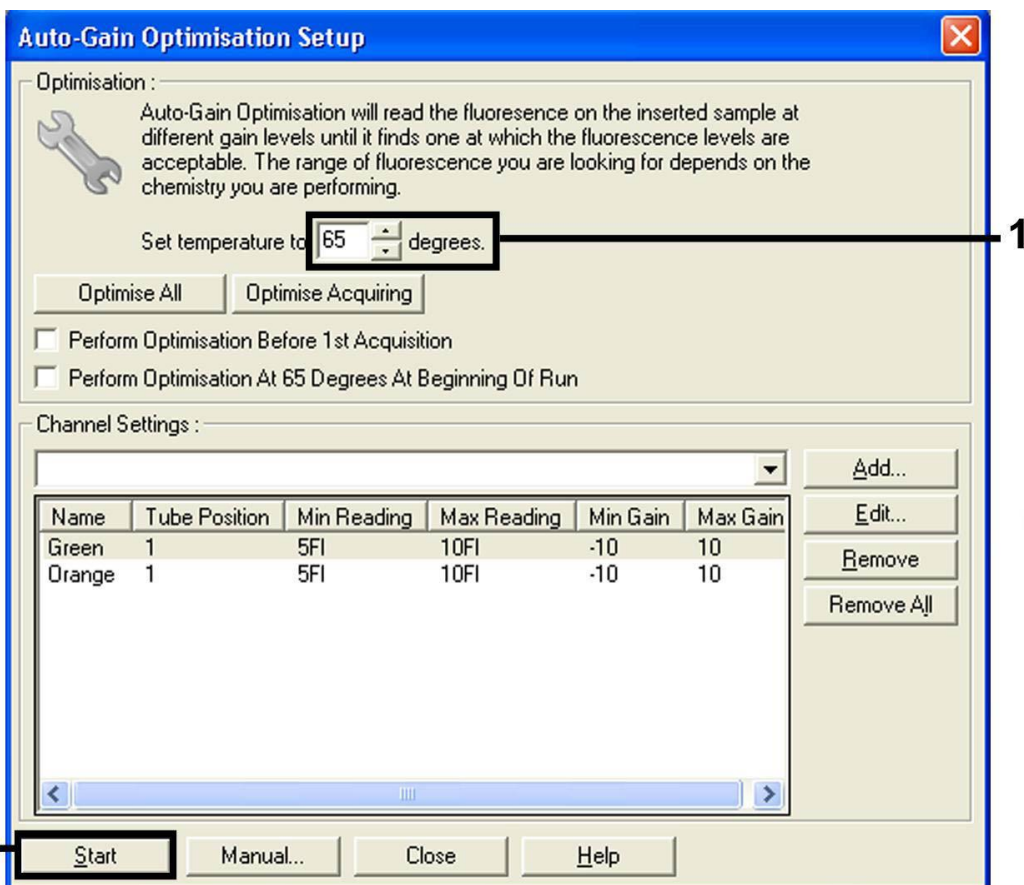 Auto-Gain Optimisation Setup
Optimisation :
Auto-Gain Optimisation will read the fluoresence on the inserted sample at
different gain levels until it finds one at which the fluorescence levels are
acceptable. The range of fluorescence you are looking for depends on the
chemistry you are performing.
Set temperature to 65 degrees.
1
Optimise All Optimise Acquiring
Perform Optimisation Before 1st Acquisition
Perform Optimisation At 65 Degrees At Beginning Of Run
Channel Settings :
Add...
Name Tube Position Min Reading Max Reading Min Gain Max Gain
Edit...
Green 1 5Fl 10Fl -10 10
Remove
Orange 1 5Fl 10Fl -10 10
Remove All
Start Manual... Close Help